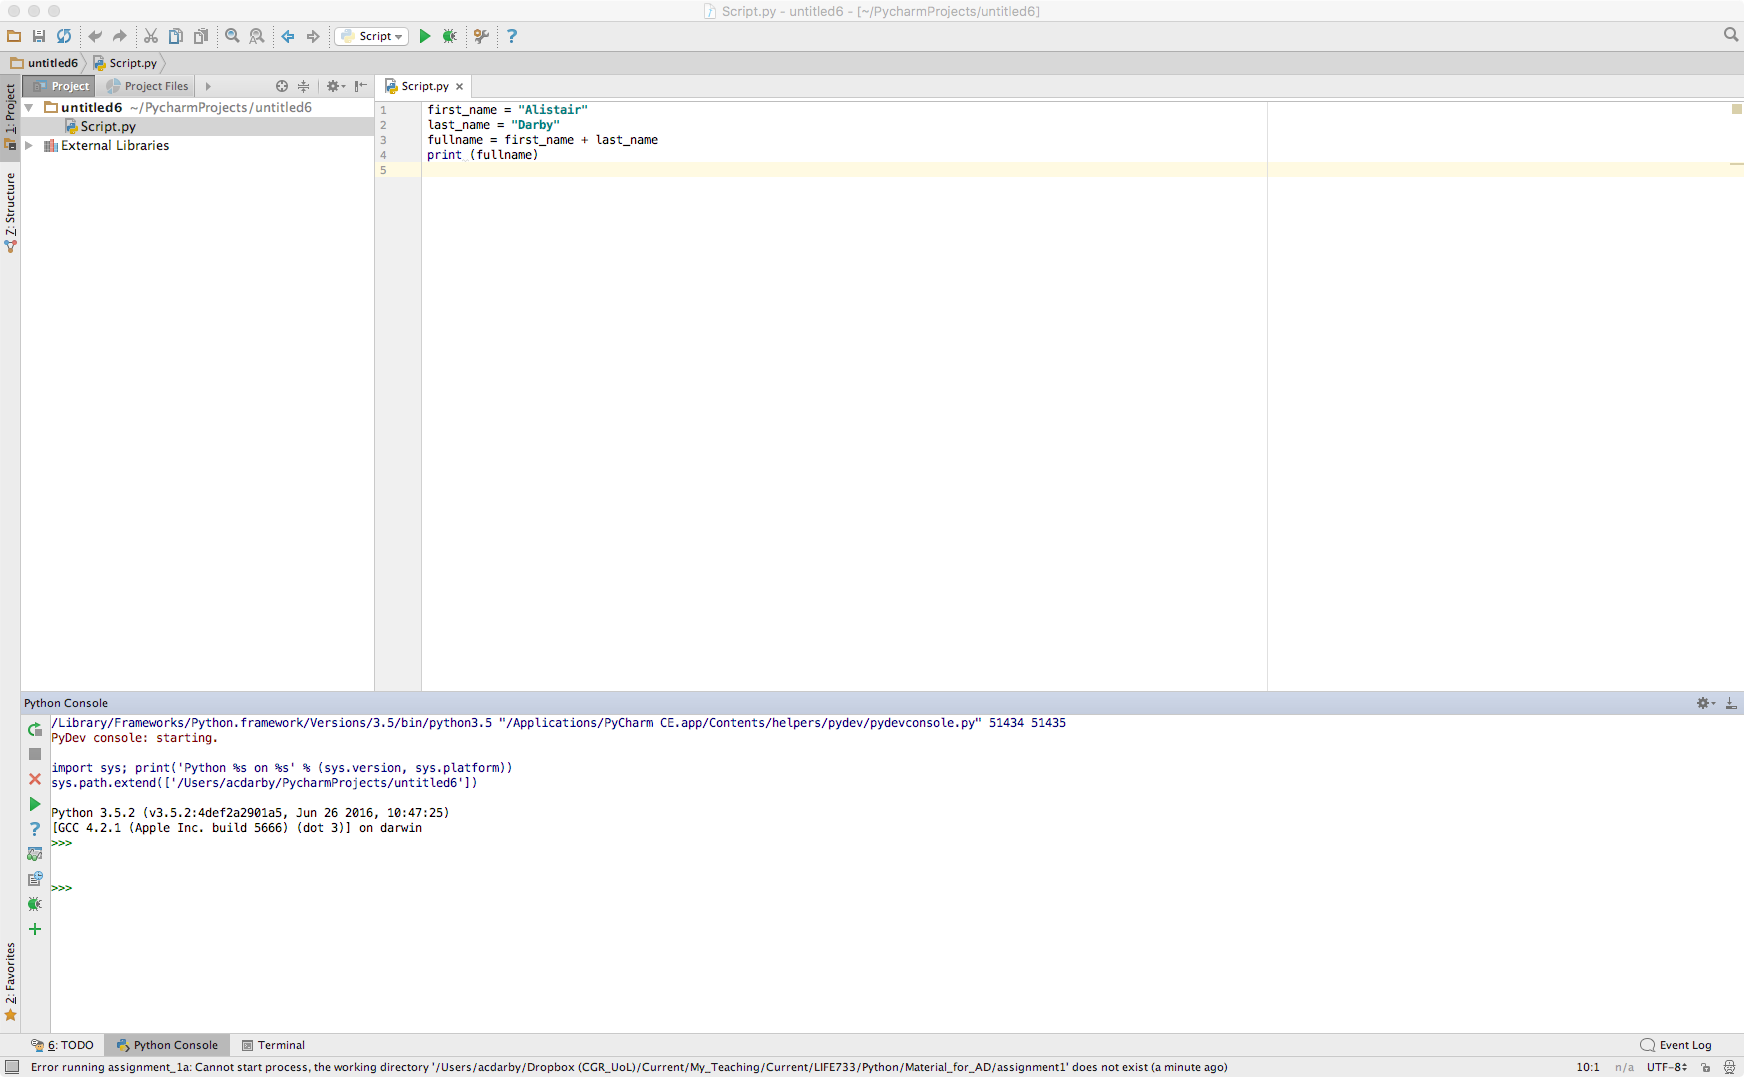 Script.py - untitled6 - [~/PycharmProjects/untitled6]
Script
?
untitled6
Script.py
1: Project
Project
Project Files
Script.py
untitled6 ~/PycharmProjects/untitled6
Script.py
External Libraries
Z: Structure
1 first_name = "Alistair"
2 last_name = "Darby"
3 fullname = first_name + last_name
4 print (fullname)
5
Python Console
/Library/Frameworks/Python.framework/Versions/3.5/bin/python3.5 "/Applications/PyCharm CE.app/Contents/helpers/pydev/pydevconsole.py" 51434 51435
PyDev console: starting.
import sys; print('Python %s on %s' % (sys.version, sys.platform))
sys.path.extend(['/Users/acdarby/PycharmProjects/untitled6'])
Python 3.5.2 (v3.5.2:4def2a2901a5, Jun 26 2016, 10:47:25)
[GCC 4.2.1 (Apple Inc. build 5666) (dot 3)] on darwin
>>>
>>>
?
2: Favorites
6: TODO
Python Console
Terminal
Event Log
Error running assignment_1a: Cannot start process, the working directory '/Users/acdarby/Dropbox (CGR_UoL)/Current/My_Teaching/Current/LIFE733/Python/Material_for_AD/assignment1' does not exist (a minute ago)
10:1
n/a
UTF-8